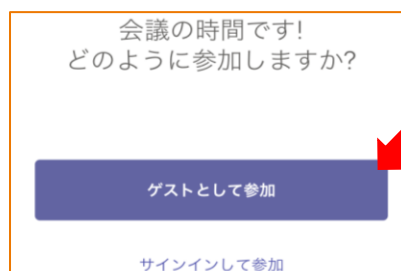 会議の時間です!
どのように参加しますか?
ゲストとして参加
サインインして参加